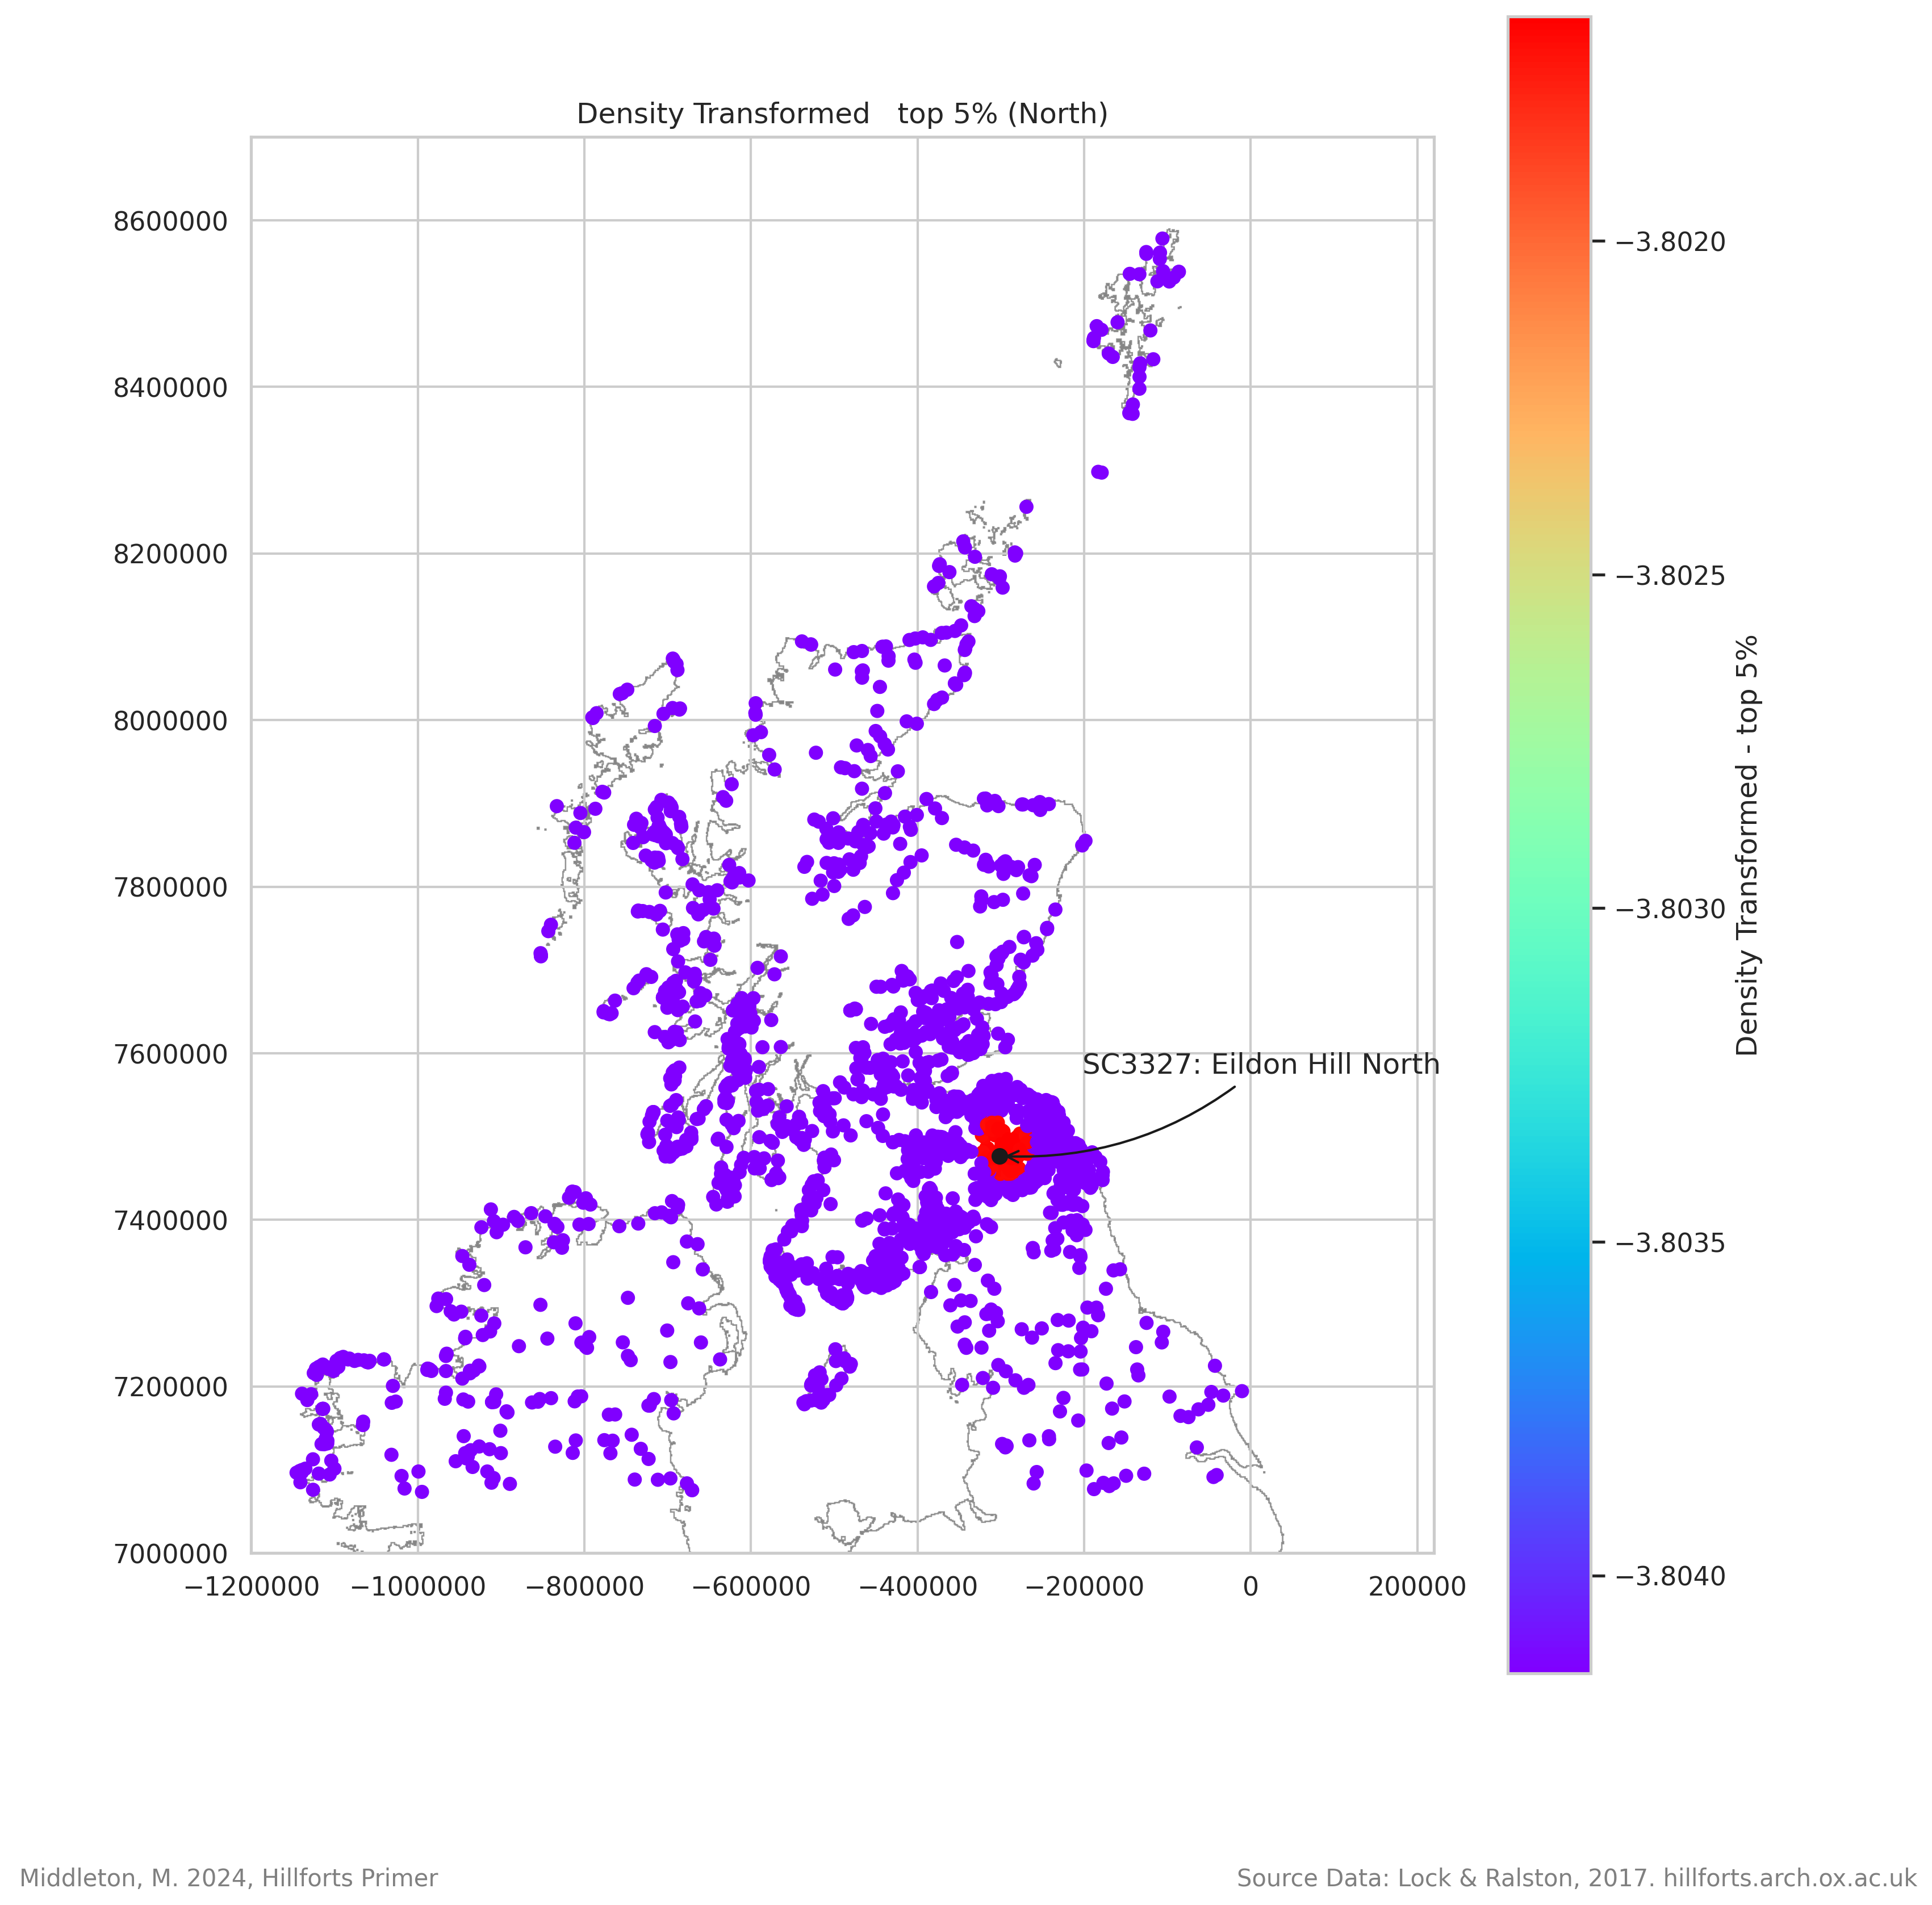 Density Transformed   top 5% (North)
8600000
8400000
8200000
8000000
7800000
7600000
7400000
7200000
7000000
−1200000 −1000000 −800000 −600000 −400000 −200000 0 200000
SC3327: Eildon Hill North
−3.8020
−3.8025
−3.8030
−3.8035
−3.8040
Density Transformed - top 5%
Middleton, M. 2024, Hillforts Primer
Source Data: Lock & Ralston, 2017. hillforts.arch.ox.ac.uk